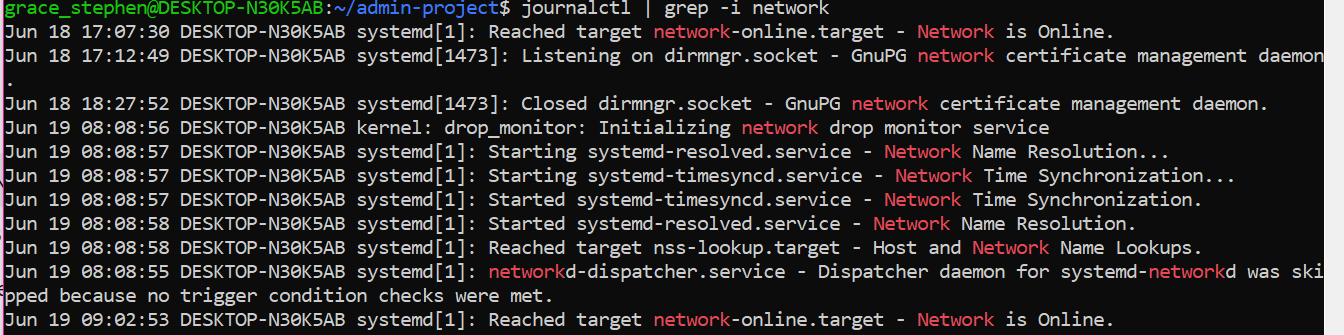 grace_stephen@DESKTOP-N30K5AB:~/admin-project$ journalctl | grep -i network
Jun 18 17:07:30 DESKTOP-N30K5AB systemd[1]: Reached target network-online.target - Network is Online.
Jun 18 17:12:49 DESKTOP-N30K5AB systemd[1473]: Listening on dirmngr.socket - GnuPG network certificate management daemon
.
Jun 18 18:27:52 DESKTOP-N30K5AB systemd[1473]: Closed dirmngr.socket - GnuPG network certificate management daemon.
Jun 19 08:08:56 DESKTOP-N30K5AB kernel: drop_monitor: Initializing network drop monitor service
Jun 19 08:08:57 DESKTOP-N30K5AB systemd[1]: Starting systemd-resolved.service - Network Name Resolution...
Jun 19 08:08:57 DESKTOP-N30K5AB systemd[1]: Starting systemd-timesyncd.service - Network Time Synchronization...
Jun 19 08:08:57 DESKTOP-N30K5AB systemd[1]: Started systemd-timesyncd.service - Network Time Synchronization.
Jun 19 08:08:58 DESKTOP-N30K5AB systemd[1]: Started systemd-resolved.service - Network Name Resolution.
Jun 19 08:08:58 DESKTOP-N30K5AB systemd[1]: Reached target nss-lookup.target - Host and Network Name Lookups.
Jun 19 08:08:55 DESKTOP-N30K5AB systemd[1]: networkd-dispatcher.service - Dispatcher daemon for systemd-networkd was ski
pped because no trigger condition checks were met.
Jun 19 09:02:53 DESKTOP-N30K5AB systemd[1]: Reached target network-online.target - Network is Online.